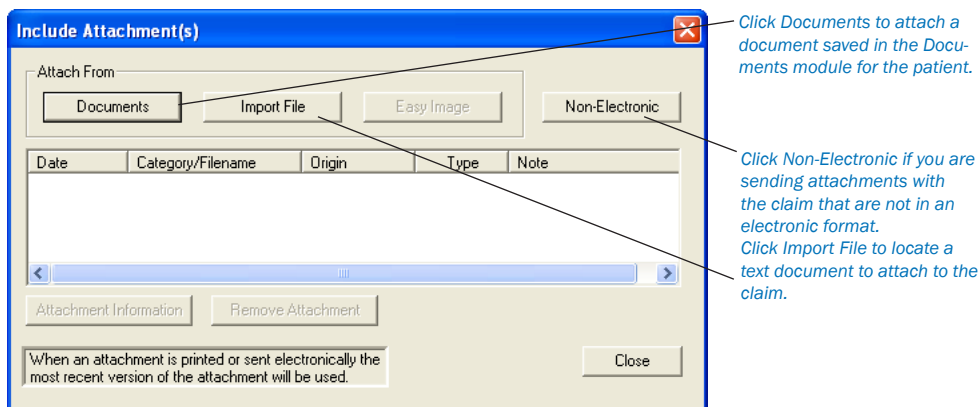 Include Attachment(s)
Attach From
Documents
Import File
Easy Image
Non-Electronic
Date Category/Filename Origin Type Note
Attachment Information
Remove Attachment
When an attachment is printed or sent electronically the
most recent version of the attachment will be used.
Close
Click Documents to attach a
document saved in the Docu-
ments module for the patient.
Click Non-Electronic if you are
sending attachments with
the claim that are not in an
electronic format.
Click Import File to locate a
text document to attach to the
claim.